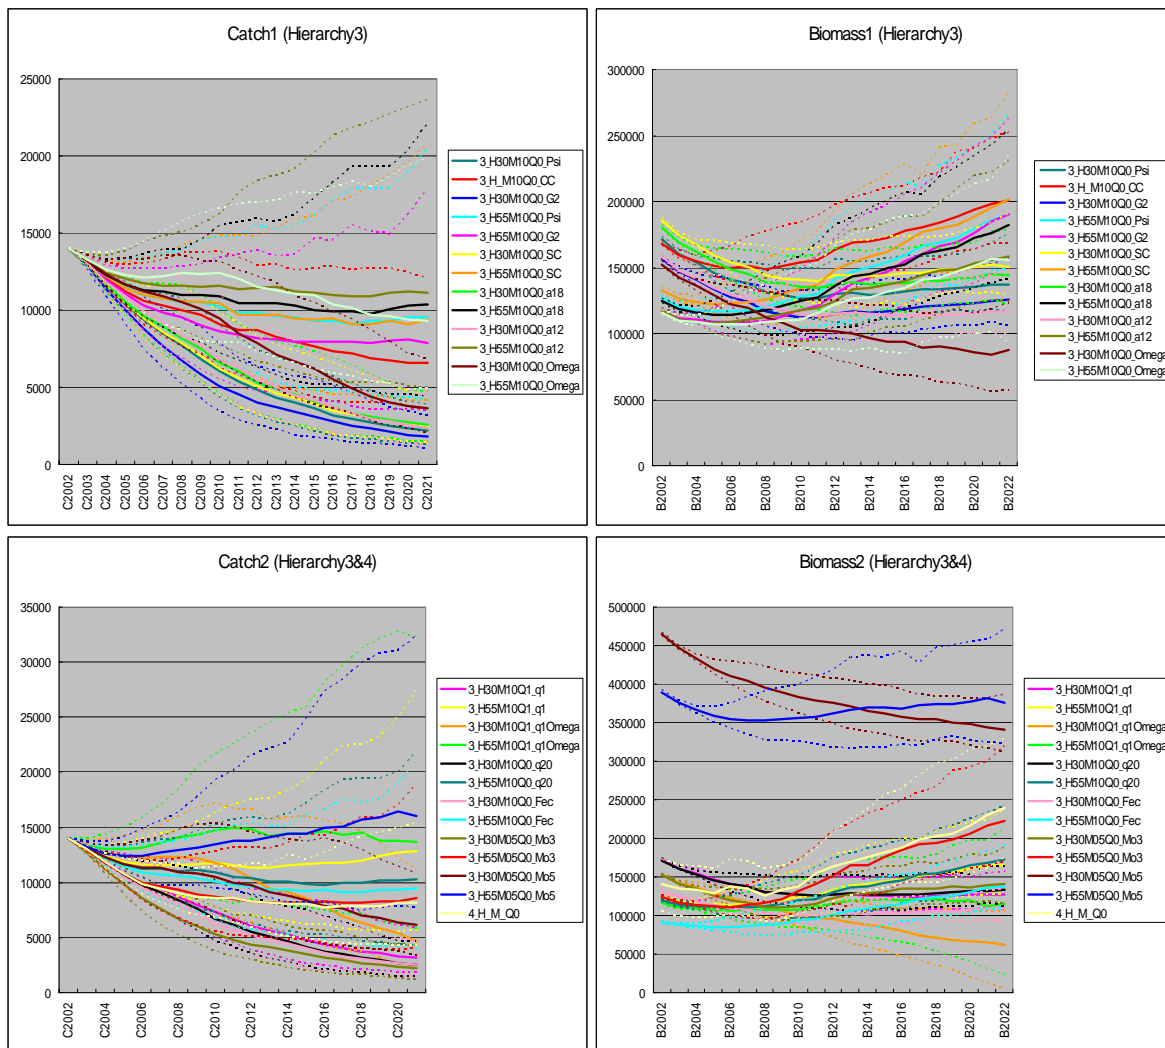 Catch1 (Hierarchy3)
25000
20000
15000
10000
5000
0
C2002
C2003
C2004
C2005
C2006
C2007
C2008
C2009
C2010
C2011
C2012
C2013
C2014
C2015
C2016
C2017
C2018
C2019
C2020
C2021
3_H30M10Q0_Psi
3_H_M10Q0_CC
3_H30M10Q0_G2
3_H55M10Q0_Psi
3_H55M10Q0_G2
3_H30M10Q0_SC
3_H55M10Q0_SC
3_H30M10Q0_a18
3_H55M10Q0_a18
3_H30M10Q0_a12
3_H55M10Q0_a12
3_H30M10Q0_Omega
3_H55M10Q0_Omega
Biomass1 (Hierarchy3)
300000
250000
200000
150000
100000
50000
0
B2002
B2004
B2006
B2008
B2010
B2012
B2014
B2016
B2018
B2020
B2022
3_H30M10Q0_Psi
3_H_M10Q0_CC
3_H30M10Q0_G2
3_H55M10Q0_Psi
3_H55M10Q0_G2
3_H30M10Q0_SC
3_H55M10Q0_SC
3_H30M10Q0_a18
3_H55M10Q0_a18
3_H30M10Q0_a12
3_H55M10Q0_a12
3_H30M10Q0_Omega
3_H55M10Q0_Omega
Catch2 (Hierarchy3&4)
35000
30000
25000
20000
15000
10000
5000
0
C2002
C2004
C2006
C2008
C2010
C2012
C2014
C2016
C2018
C2020
3_H30M10Q1_q1
3_H55M10Q1_q1
3_H30M10Q1_q1Omega
3_H55M10Q1_q1Omega
3_H30M10Q0_q20
3_H55M10Q0_q20
3_H30M10Q0_Fec
3_H55M10Q0_Fec
3_H30M05Q0_Mo3
3_H55M05Q0_Mo3
3_H30M05Q0_Mo5
3_H55M05Q0_Mo5
4_H_M_Q0
Biomass2 (Hierarchy3&4)
500000
450000
400000
350000
300000
250000
200000
150000
100000
50000
0
B2002
B2004
B2006
B2008
B2010
B2012
B2014
B2016
B2018
B2020
B2022
3_H30M10Q1_q1
3_H55M10Q1_q1
3_H30M10Q1_q1Omega
3_H55M10Q1_q1Omega
3_H30M10Q0_q20
3_H55M10Q0_q20
3_H30M10Q0_Fec
3_H55M10Q0_Fec
3_H30M05Q0_Mo3
3_H55M05Q0_Mo3
3_H30M05Q0_Mo5
3_H55M05Q0_Mo5
4_H_M_Q0